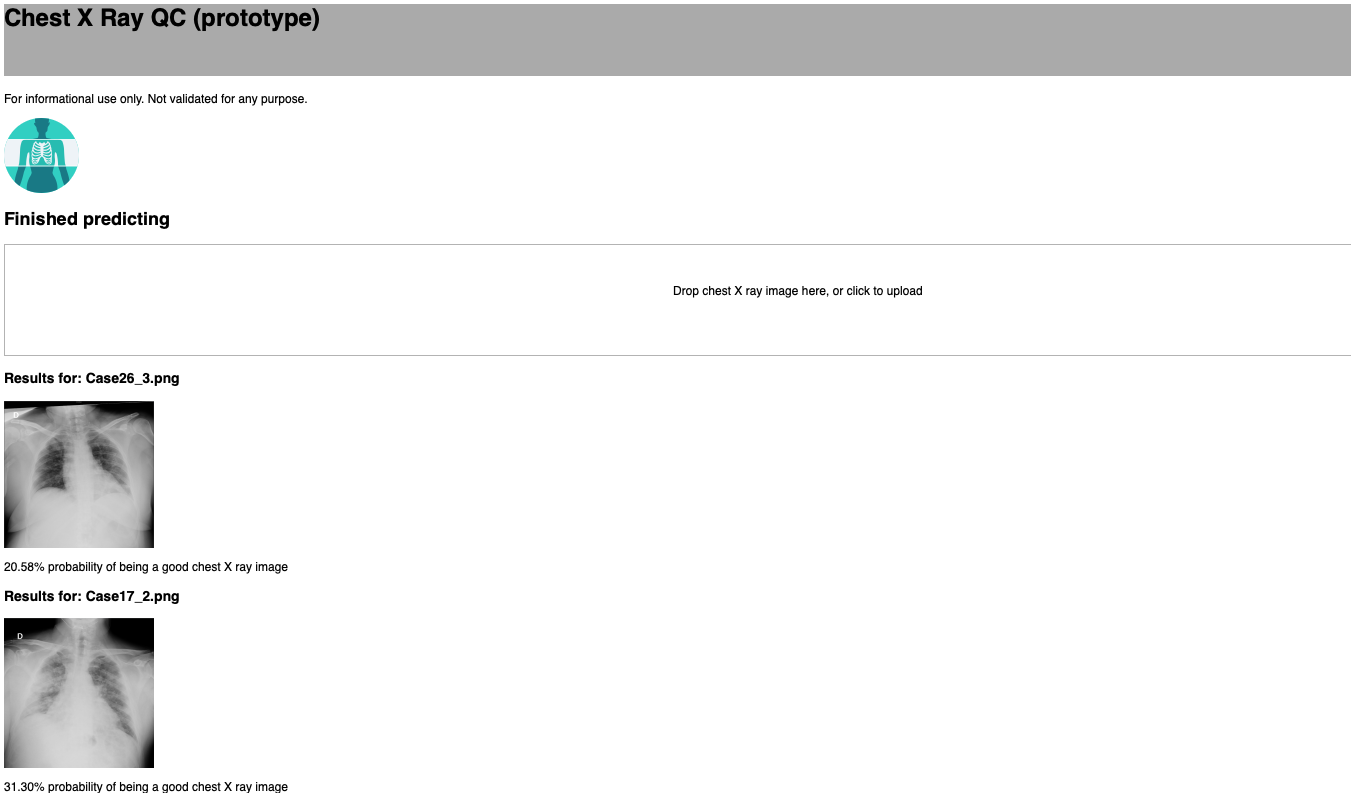 Chest X Ray QC (prototype)
For informational use only. Not validated for any purpose.
Finished predicting
Drop chest X ray image here, or click to upload
Results for: Case26_3.png
D
20.58% probability of being a good chest X ray image
Results for: Case17_2.png
D
31.30% probability of being a good chest X ray image